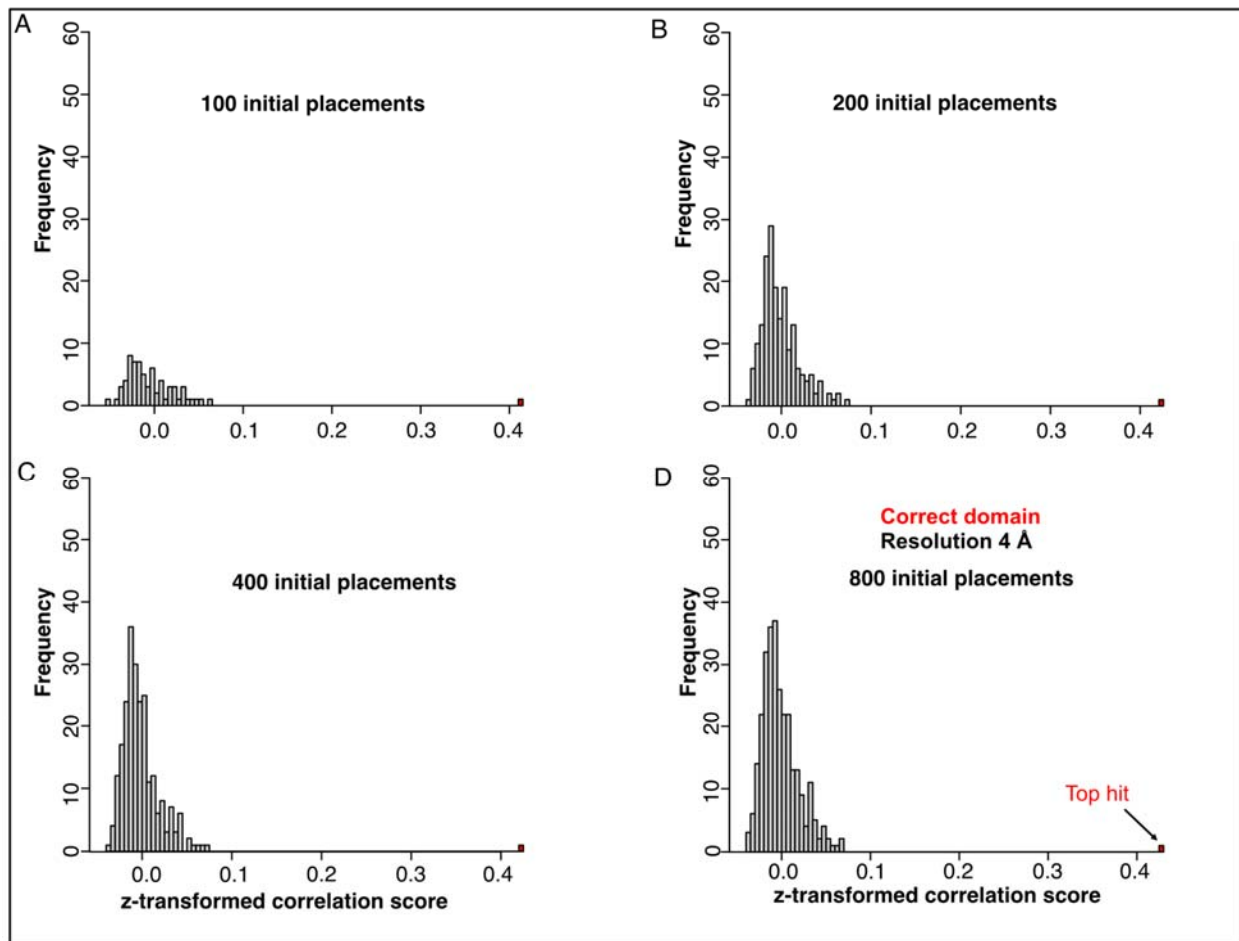 A
60
50
40
30
20
10
0
Frequency
100 initial placements
0.0 0.1 0.2 0.3 0.4
B
60
50
40
30
20
10
0
Frequency
200 initial placements
0.0 0.1 0.2 0.3 0.4
C
60
50
40
30
20
10
0
Frequency
400 initial placements
0.0 0.1 0.2 0.3 0.4
z-transformed correlation score
D
60
50
40
30
20
10
0
Frequency
Correct domain
Resolution 4 Å
800 initial placements
Top hit
0.0 0.1 0.2 0.3 0.4
z-transformed correlation score